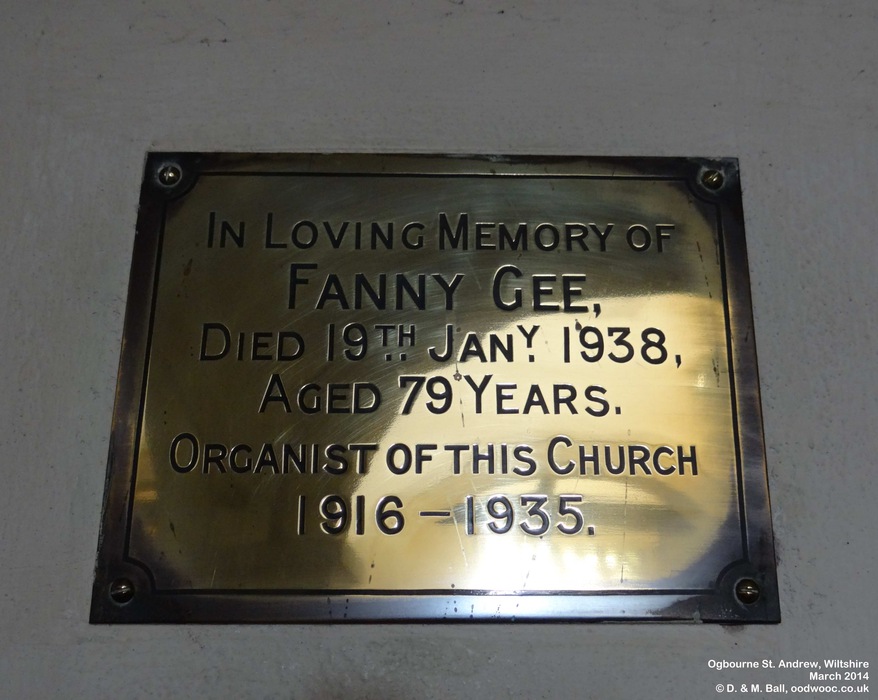 In Loving Memory of
Fanny Gee,
Died 19th Jany. 1938,
Aged 79 Years.
Organist of this Church
1916 – 1935.
Ogbourne St. Andrew, Wiltshire
March 2014
© D. & M. Ball, oodwooc.co.uk